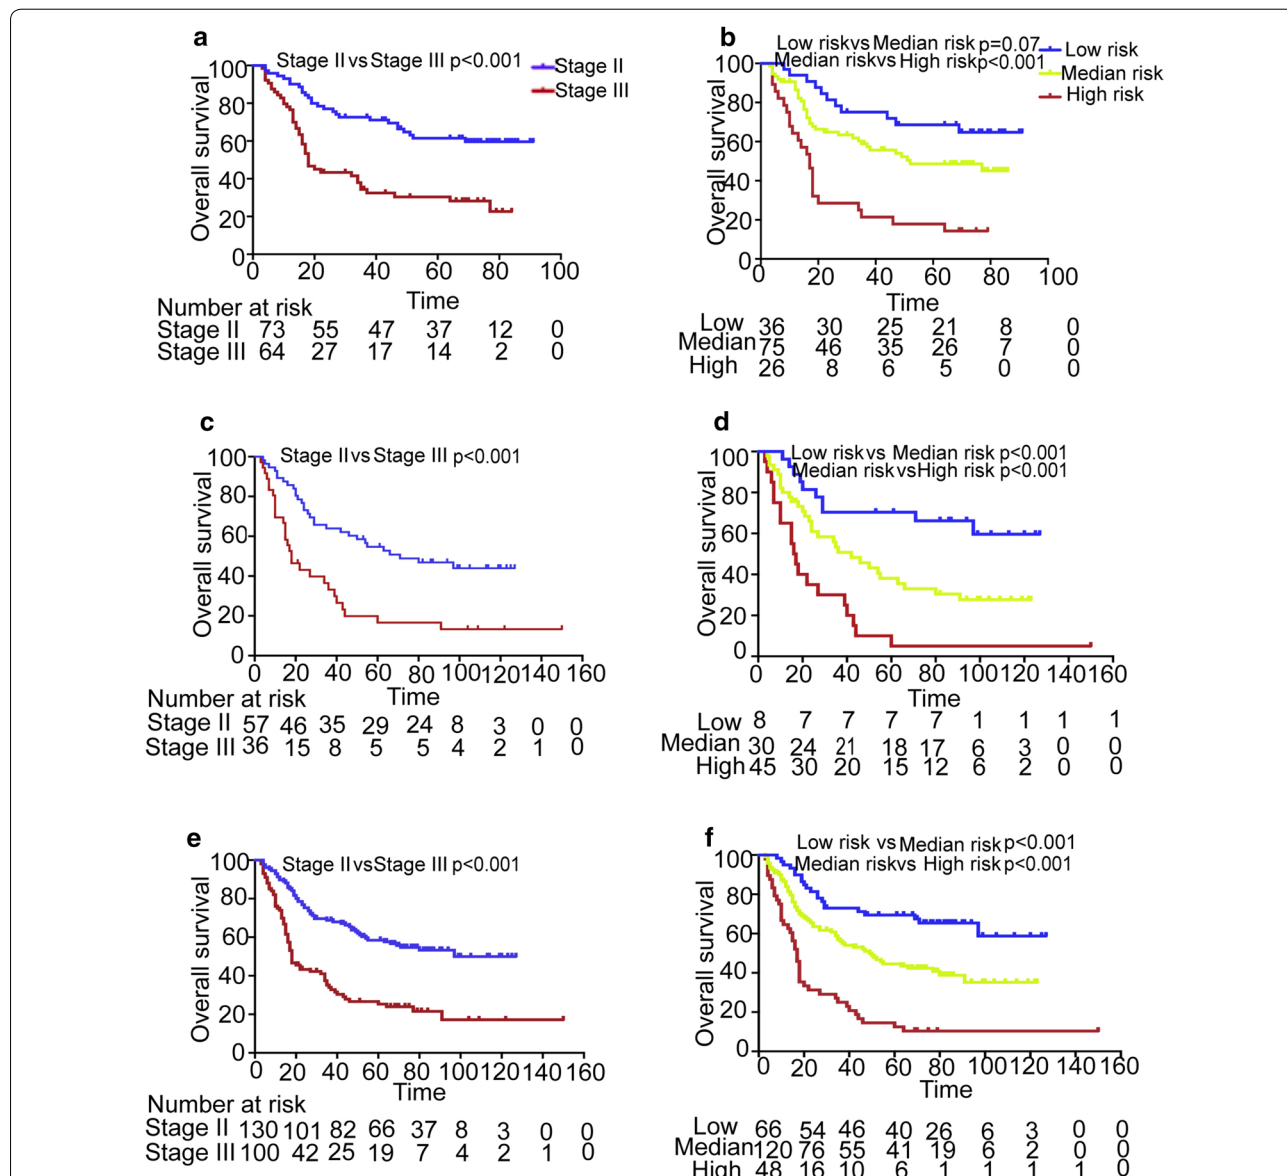 a
Stage II vs Stage III p<0.001
Stage II
Stage III
100
80
60
40
20
0
Overall survival
0 20 40 60 80 100
Time
Number at risk
Stage II 73 55 47 37 12 0
Stage III 64 27 17 14 2 0
b
Low risk vs Median risk p=0.07
Median risk vs High risk p<0.001
Low risk
Median risk
High risk
100
80
60
40
20
0
Overall survival
0 20 40 60 80 100
Time
Low 36 30 25 21 8 0
Median 75 46 35 26 7 0
High 26 8 6 5 0 0
c
Stage II vs Stage III p<0.001
100
80
60
40
20
0
Overall survival
0 20 40 60 80 100 120 140 160
Time
Number at risk
Stage II 57 46 35 29 24 8 3 0 0
Stage III 36 15 8 5 5 4 2 1 0
d
Low risk vs Median risk p<0.001
Median risk vs High risk p<0.001
100
80
60
40
20
0
Overall survival
0 20 40 60 80 100 120 140 160
Time
Low 8 7 7 7 7 1 1 1 1
Median 30 24 21 18 17 6 3 0 0
High 45 30 20 15 12 6 2 0 0
e
Stage II vs Stage III p<0.001
100
80
60
40
20
0
Overall survival
0 20 40 60 80 100 120 140 160
Time
Number at risk
Stage II 130 101 82 66 37 8 3 0 0
Stage III 100 42 25 19 7 4 2 1 0
f
Low risk vs Median risk p<0.001
Median risk vs High risk p<0.001
100
80
60
40
20
0
Overall survival
0 20 40 60 80 100 120 140 160
Time
Low 66 54 46 40 26 6 3 0 0
Median 120 76 55 41 19 6 2 0 0
High 48 16 10 6 1 1 1 1 0